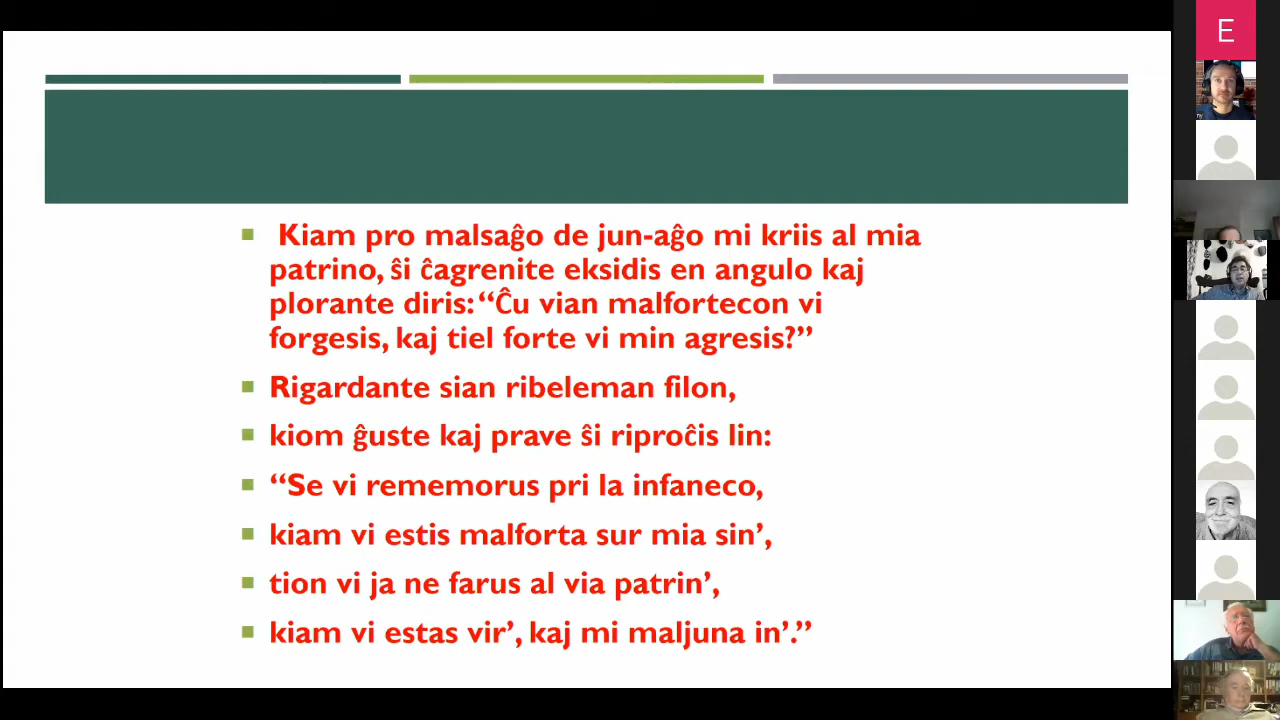 Kiam pro malsaĝo de jun-aĝo mi kriis al mia
patrino, ŝi ĉagrenite eksidis en angulo kaj
plorante diris: “Ĉu vian malfortecon vi
forgesis, kaj tiel forte vi min agresis?”
Rigardante sian ribeleman filon,
kiom ĝuste kaj prave ŝi riproĉis lin:
“Se vi rememorus pri la infaneco,
kiam vi estis malforta sur mia sin’,
tion vi ja ne farus al via patrin’,
kiam vi estas vir’, kaj mi maljuna in’.”
E